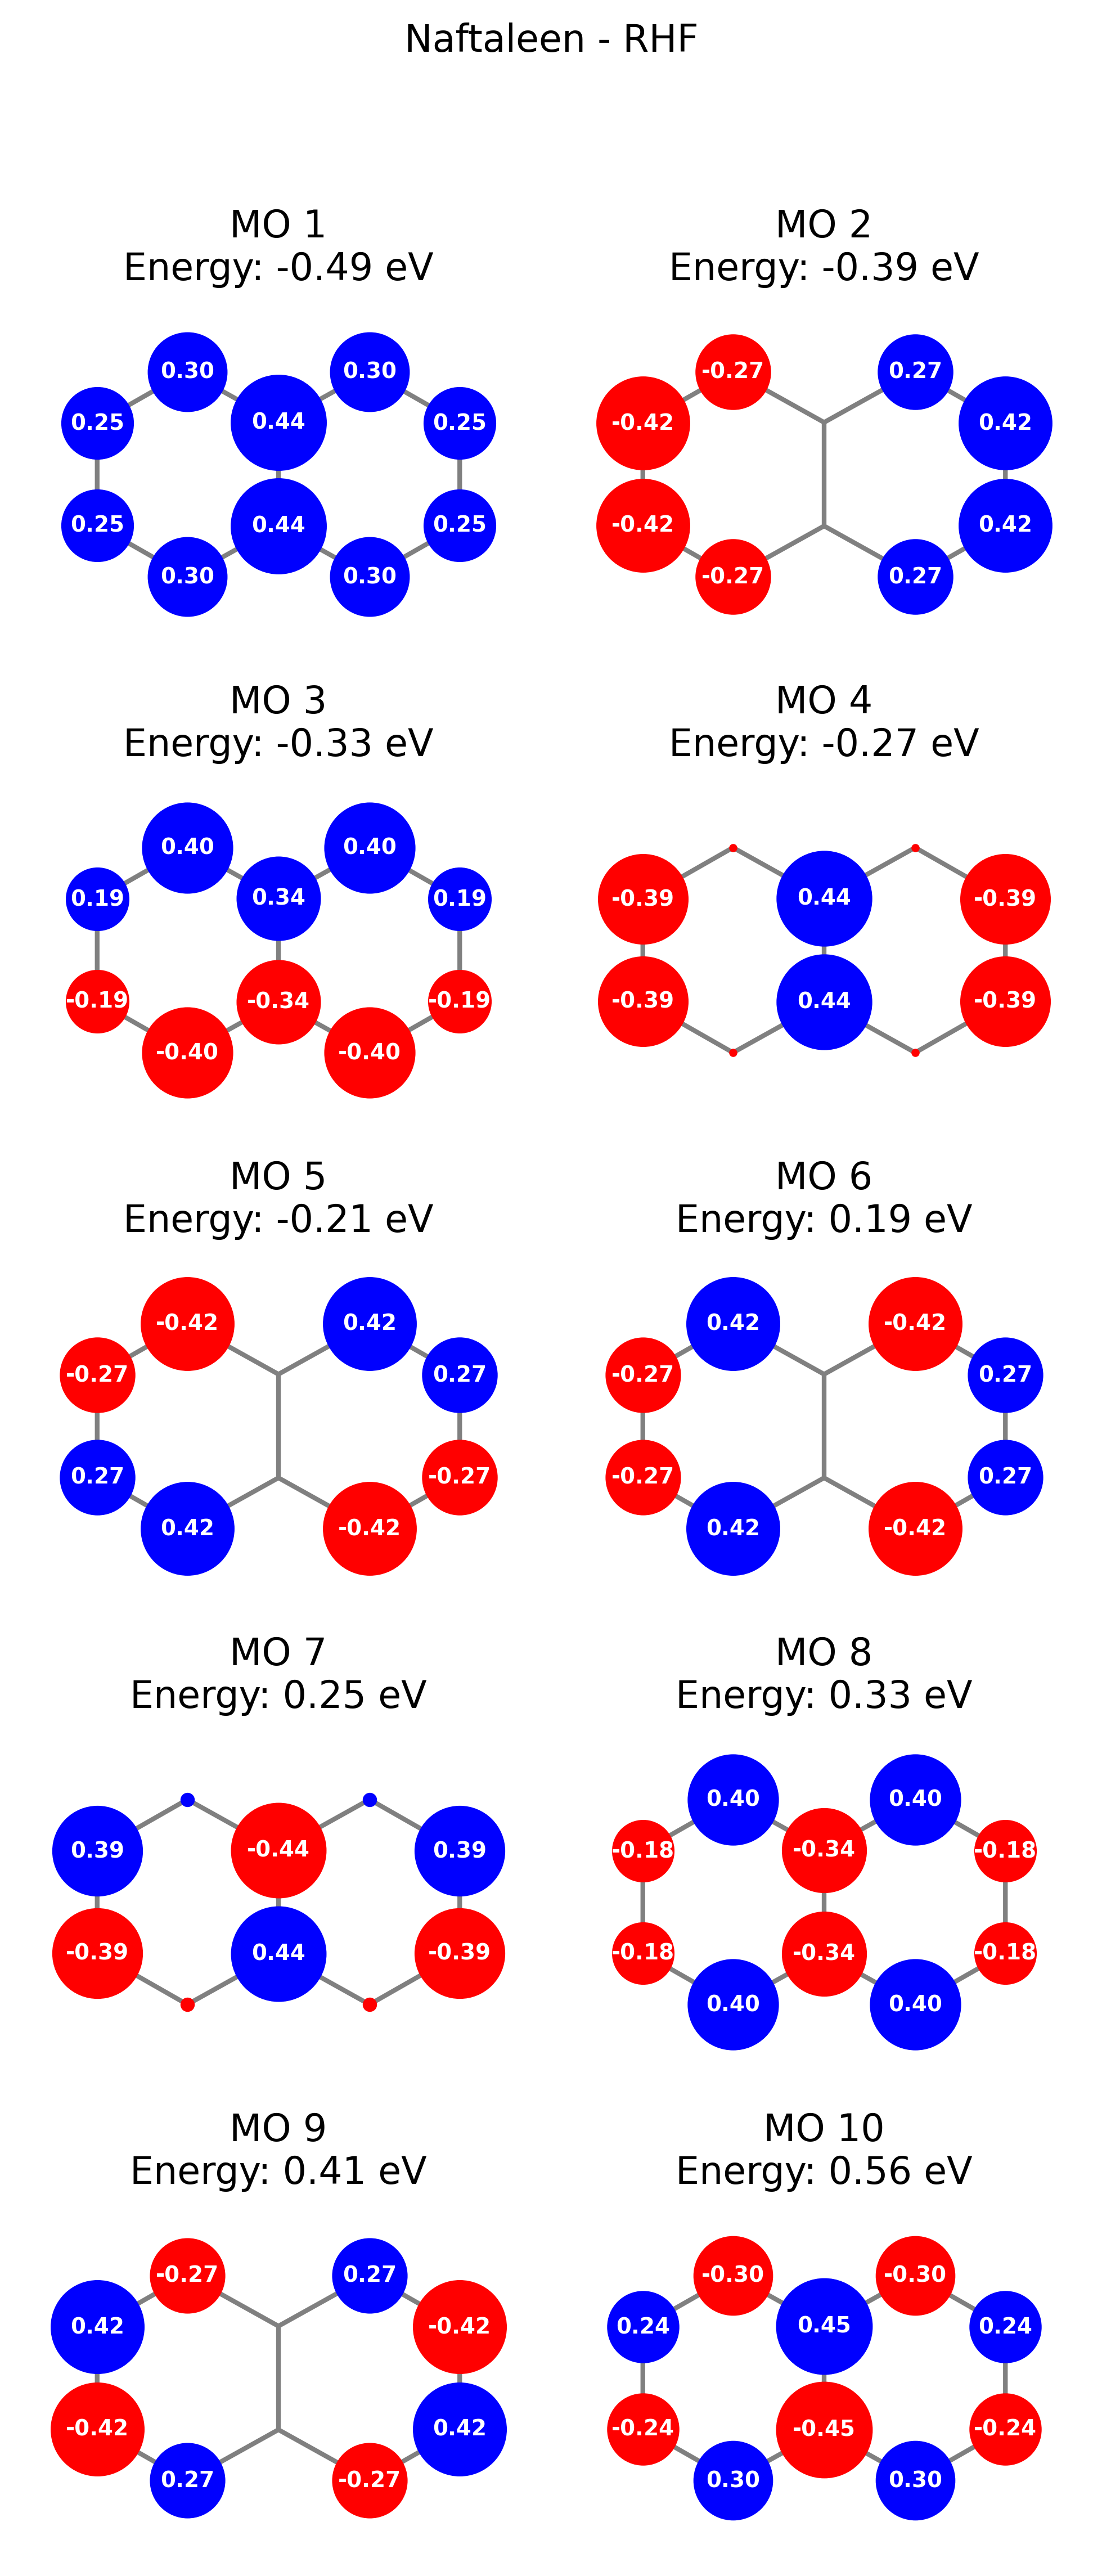 Naftaleen - RHF
MO 1
Energy: -0.49 eV
0.30 0.30
0.25 0.44 0.25
0.25 0.44 0.25
0.30 0.30
MO 2
Energy: -0.39 eV
-0.27 0.27
-0.42 0.42
-0.42 0.42
-0.27 0.27
MO 3
Energy: -0.33 eV
0.40 0.40
0.19 0.34 0.19
-0.19 -0.34 -0.19
-0.40 -0.40
MO 4
Energy: -0.27 eV
-0.39 0.44 -0.39
-0.39 0.44 -0.39
MO 5
Energy: -0.21 eV
-0.42 0.42
-0.27 0.27
0.27 -0.27
0.42 -0.42
MO 6
Energy: 0.19 eV
0.42 -0.42
-0.27 0.27
-0.27 0.27
0.42 -0.42
MO 7
Energy: 0.25 eV
0.39 -0.44 0.39
-0.39 0.44 -0.39
MO 8
Energy: 0.33 eV
0.40 0.40
-0.18 -0.34 -0.18
-0.18 -0.34 -0.18
0.40 0.40
MO 9
Energy: 0.41 eV
-0.27 0.27
0.42 -0.42
-0.42 0.42
0.27 -0.27
MO 10
Energy: 0.56 eV
-0.30 -0.30
0.24 0.45 0.24
-0.24 -0.45 -0.24
0.30 0.30